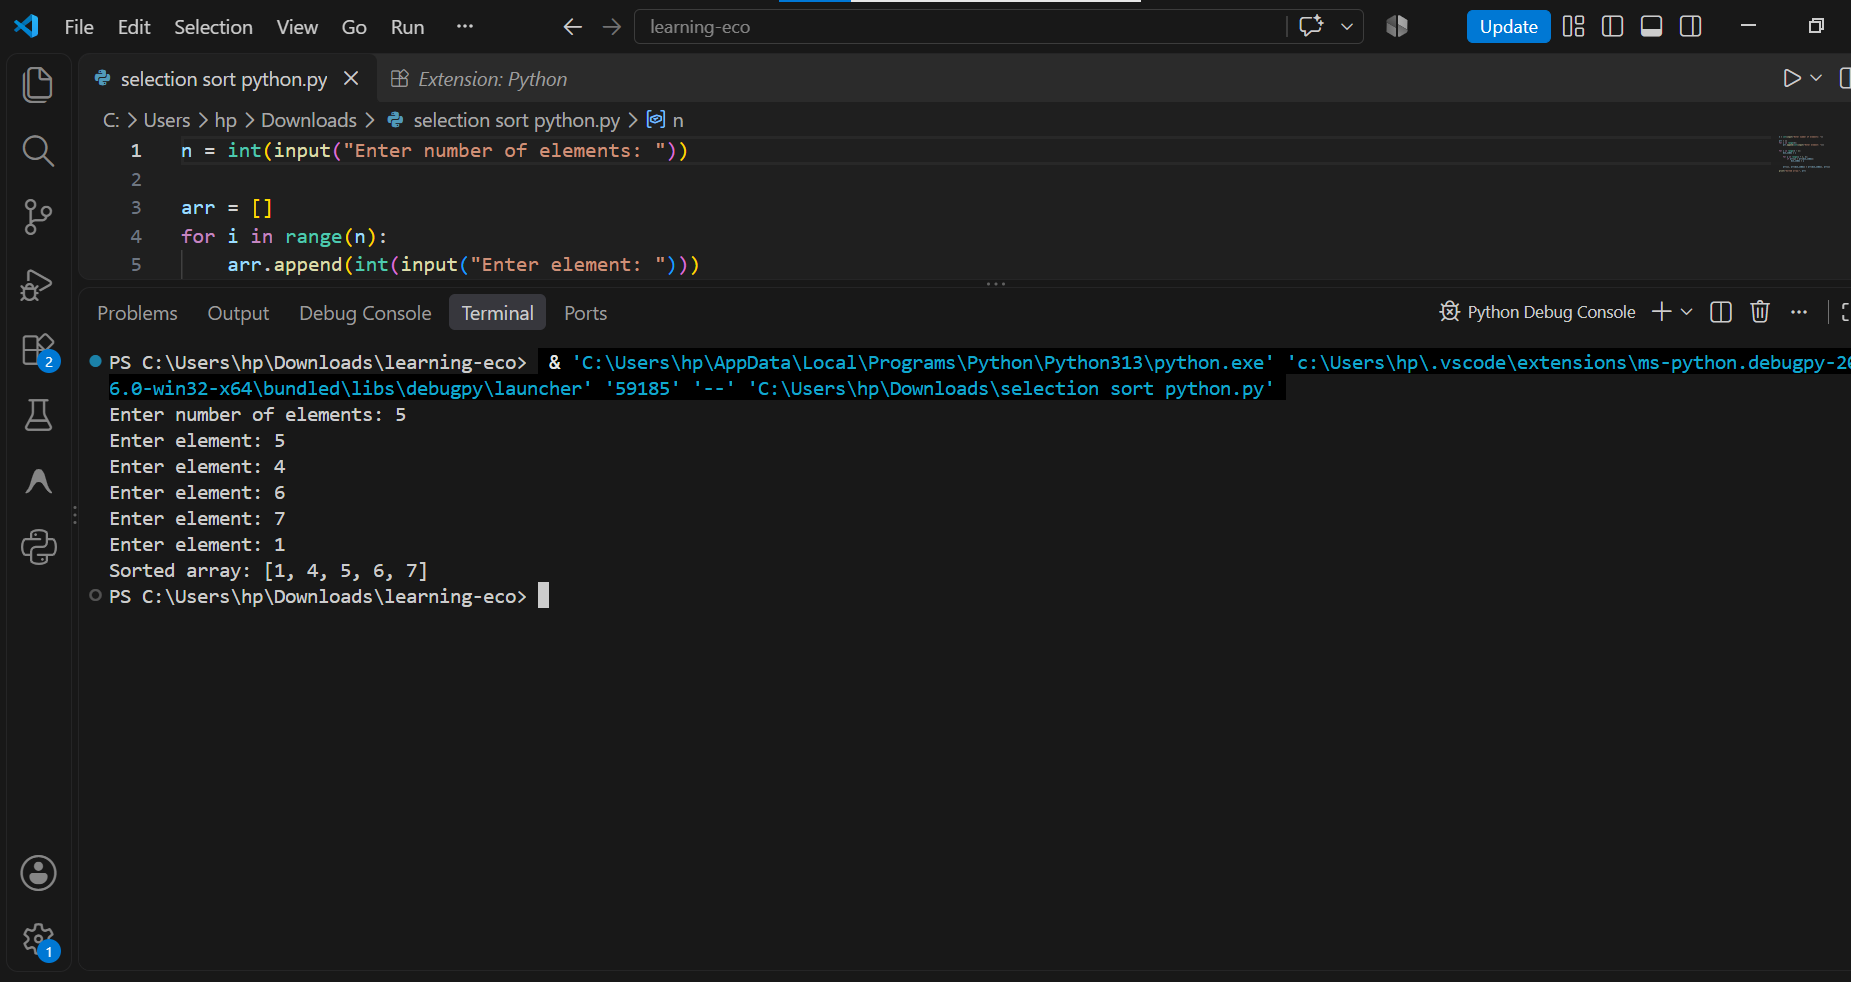 File Edit Selection View Go Run ···
learning-eco
Update
selection sort python.py
Extension: Python
C: > Users > hp > Downloads > selection sort python.py > n
1 n = int(input("Enter number of elements: "))
2
3 arr = []
4 for i in range(n):
5 arr.append(int(input("Enter element: ")))
Problems Output Debug Console Terminal Ports
Python Debug Console
PS C:\Users\hp\Downloads\learning-eco> & 'C:\Users\hp\AppData\Local\Programs\Python\Python313\python.exe' 'c:\Users\hp\.vscode\extensions\ms-python.debugpy-20
6.0-win32-x64\bundled\libs\debugpy\launcher' '59185' '--' 'C:\Users\hp\Downloads\selection sort python.py'
Enter number of elements: 5
Enter element: 5
Enter element: 4
Enter element: 6
Enter element: 7
Enter element: 1
Sorted array: [1, 4, 5, 6, 7]
PS C:\Users\hp\Downloads\learning-eco>
2
1